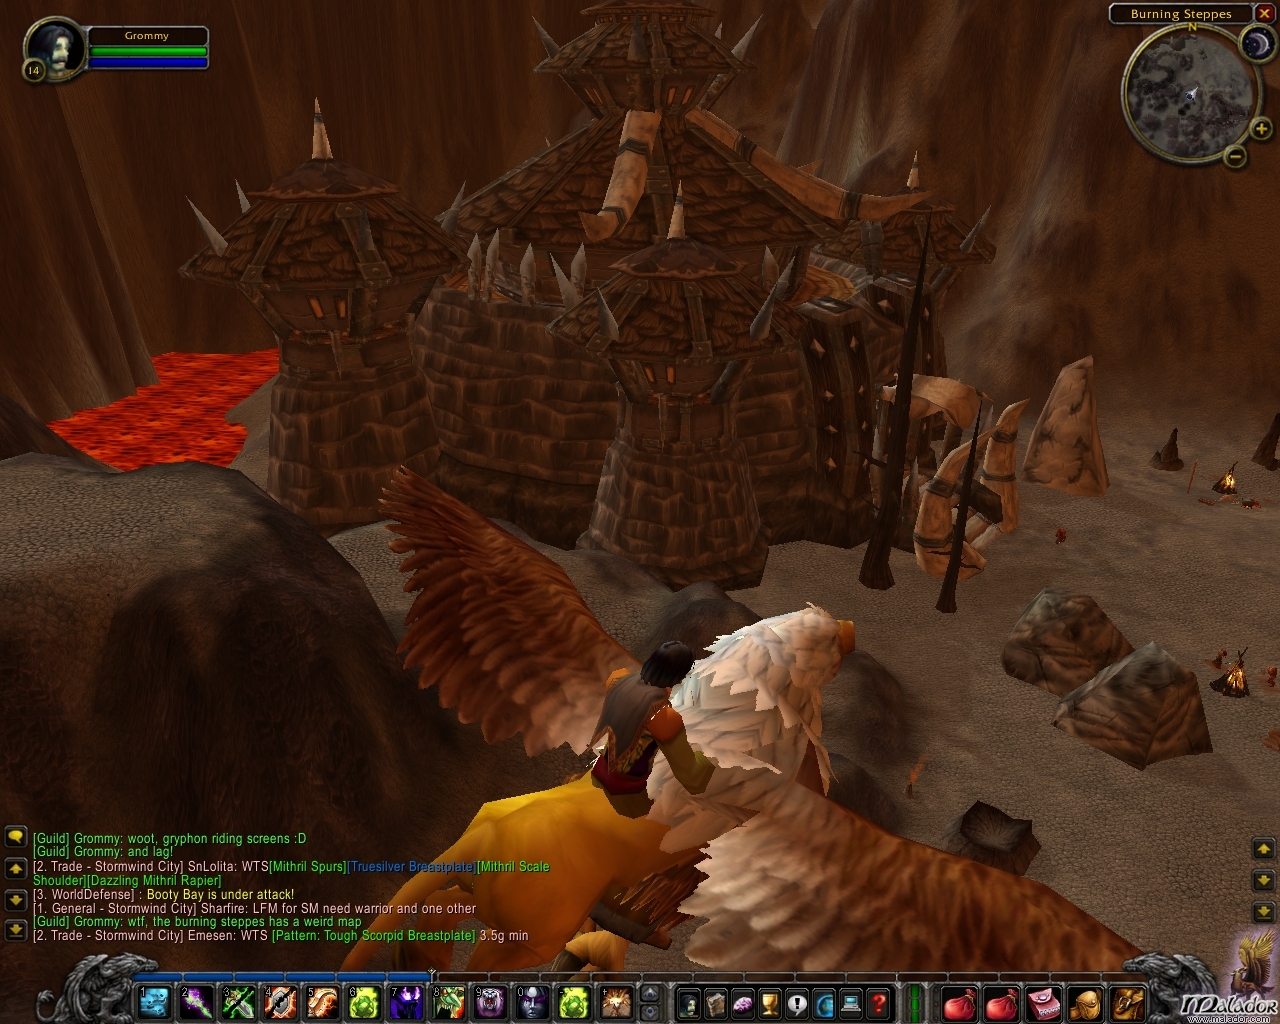 Grommy
14
Burning Steppes
N
[Guild] Grommy: woot, gryphon riding screens :D
[Guild] Grommy: and lag!
[2. Trade - Stormwind City] SnLolita: WTS[Mithril Spurs][Truesilver Breastplate][Mithril Scale
Shoulder][Dazzling Mithril Rapier]
[3. WorldDefense] : Booty Bay is under attack!
[1. General - Stormwind City] Sharfire: LFM for SM need warrior and one other
[Guild] Grommy: wtf, the burning steppes has a weird map
[2. Trade - Stormwind City] Emesen: WTS [Pattern: Tough Scorpid Breastplate] 3.5g min
1 2 3 4 5 6 7 8 9 0 - +
Malador
www.malador.com